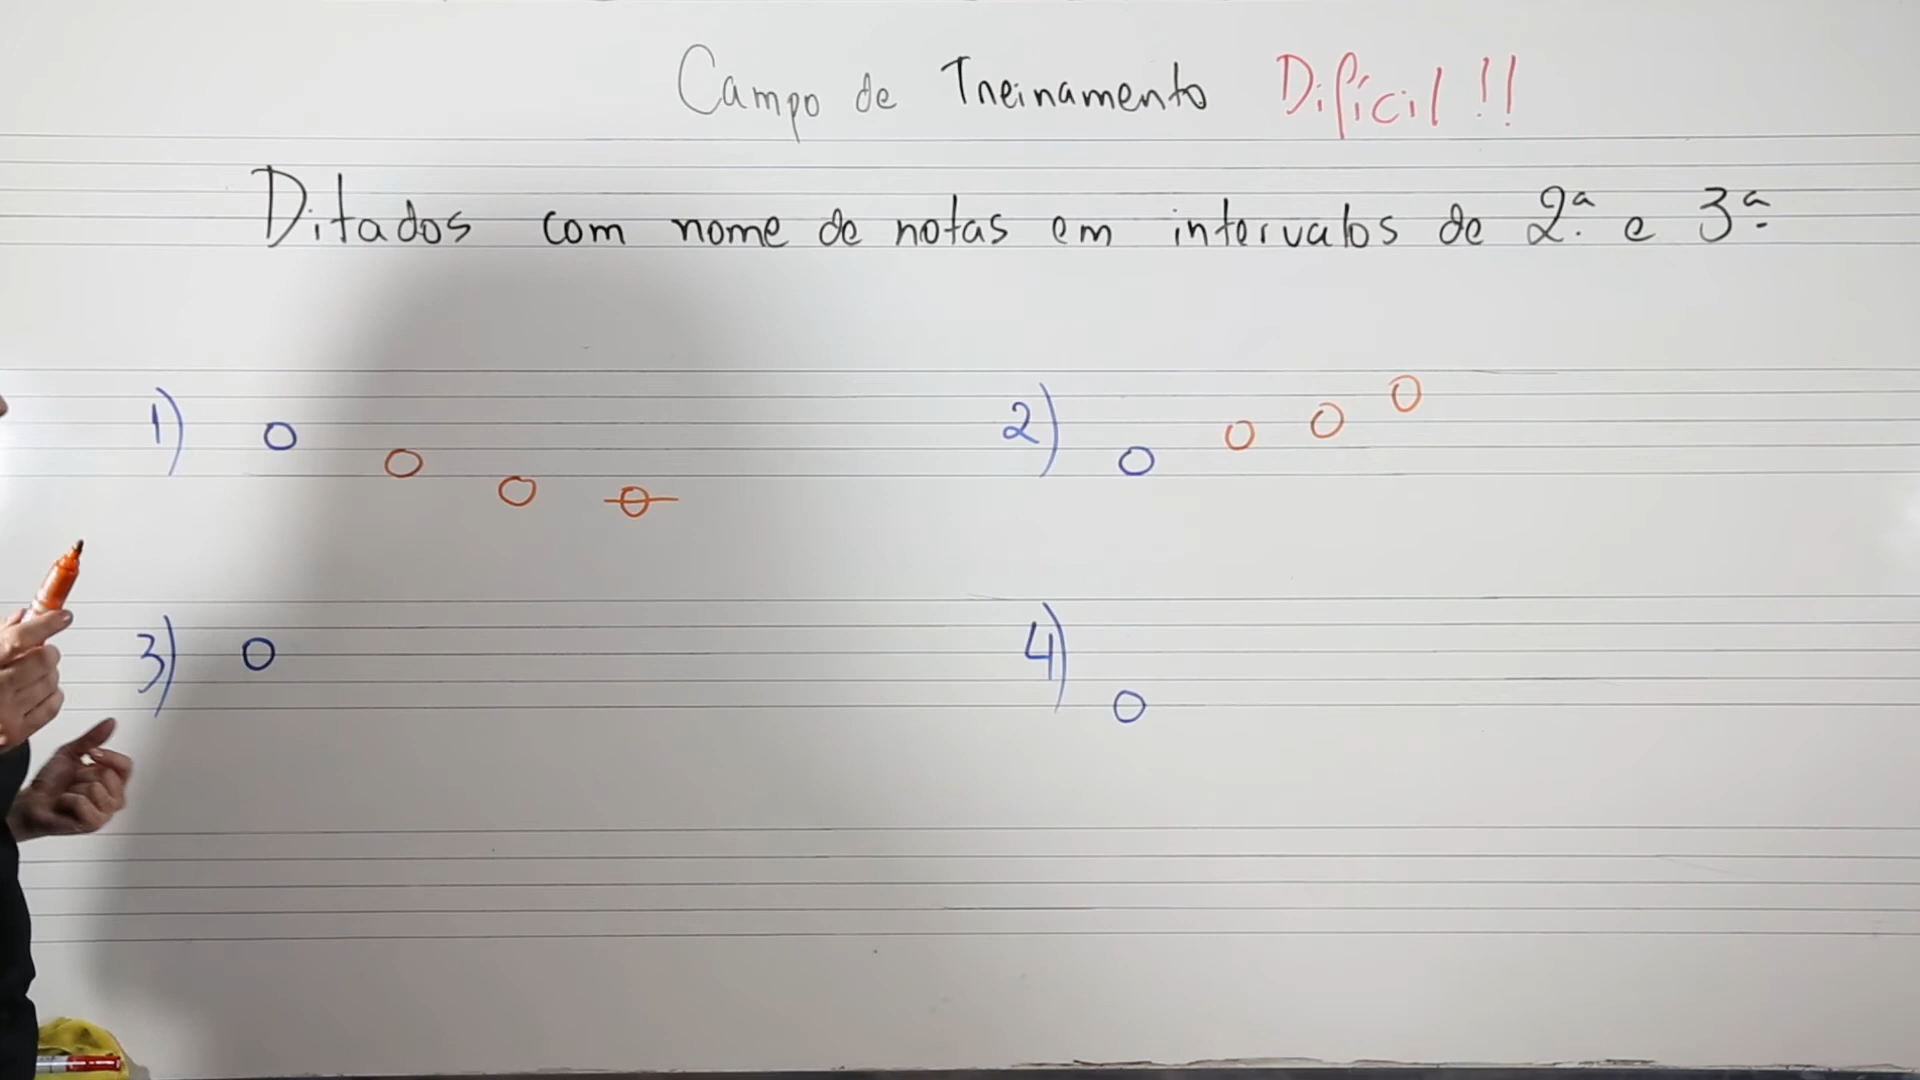 Campo de Treinamento Difícil!!
Ditados com nome de notas em intervalos de 2ª. e 3ª.
1) 2)
3) 4)